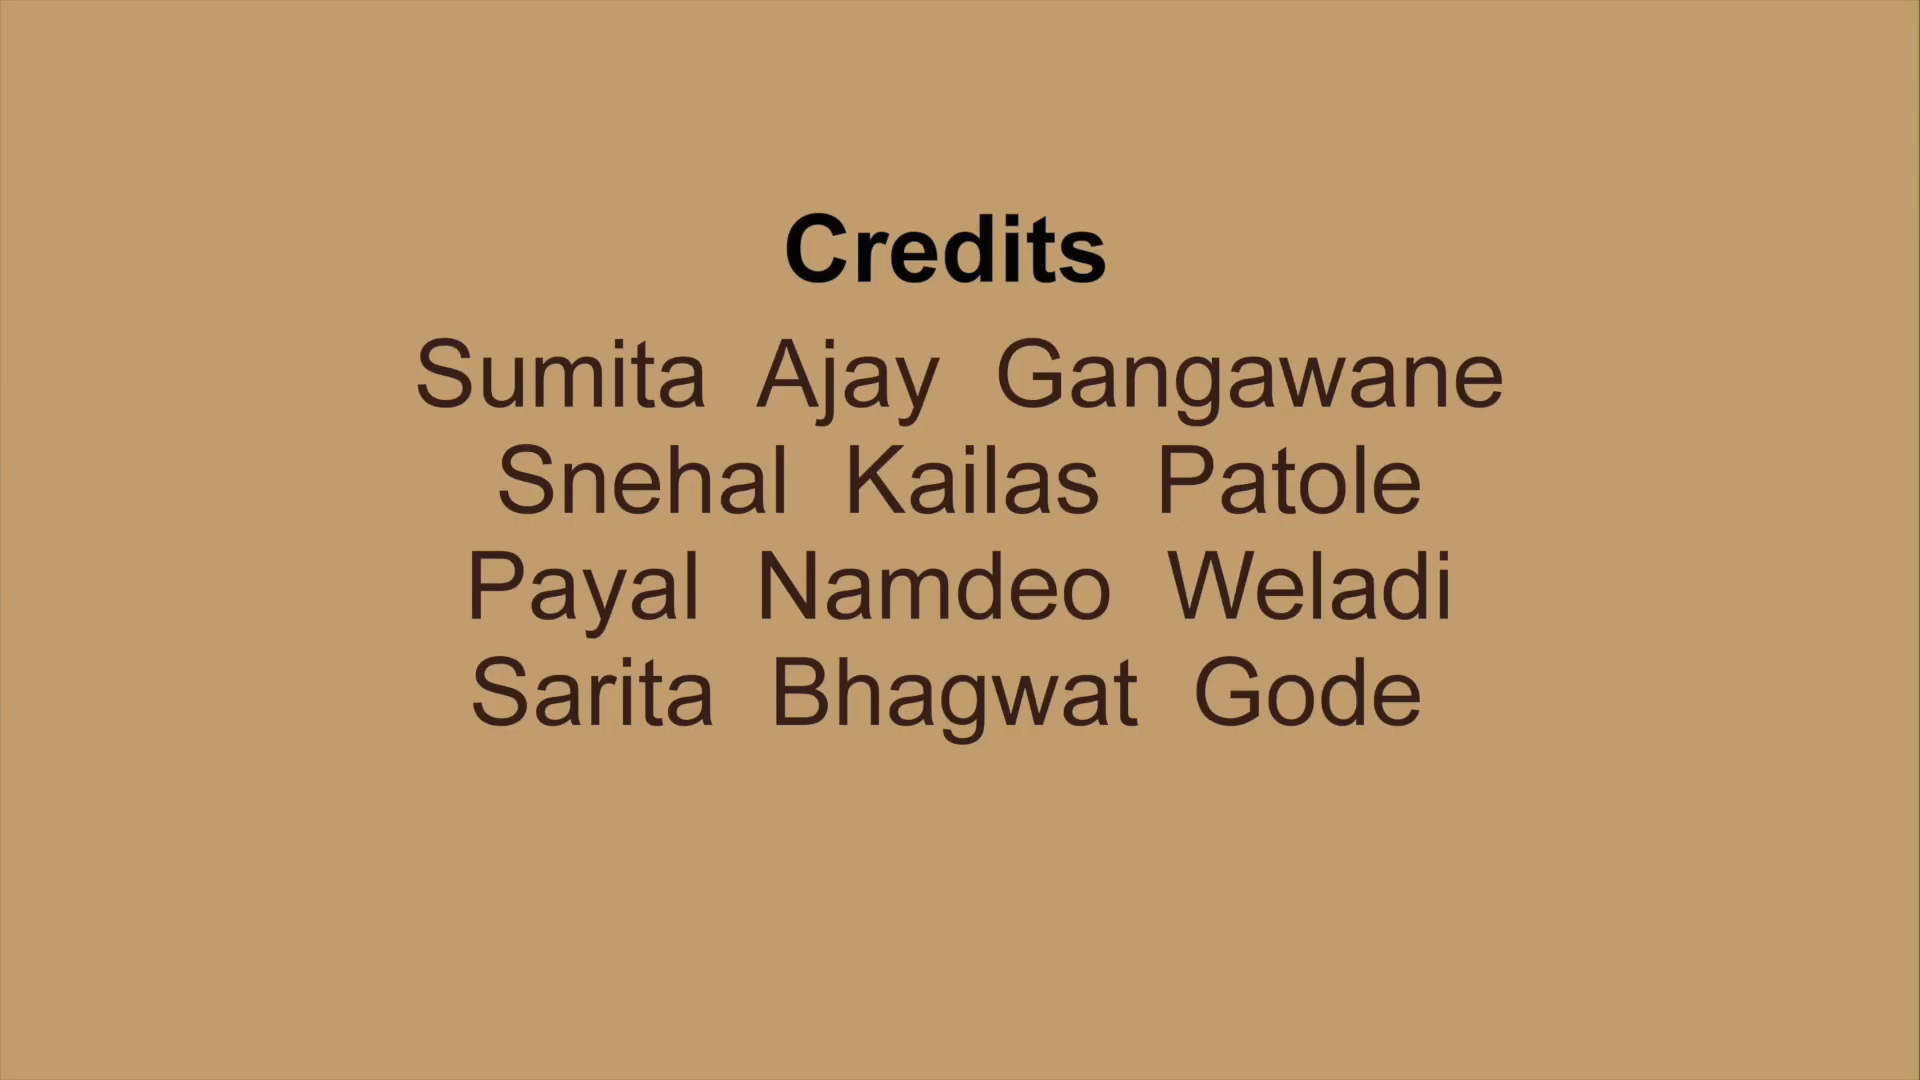 Credits
Sumita Ajay Gangawane
Snehal Kailas Patole
Payal Namdeo Weladi
Sarita Bhagwat Gode